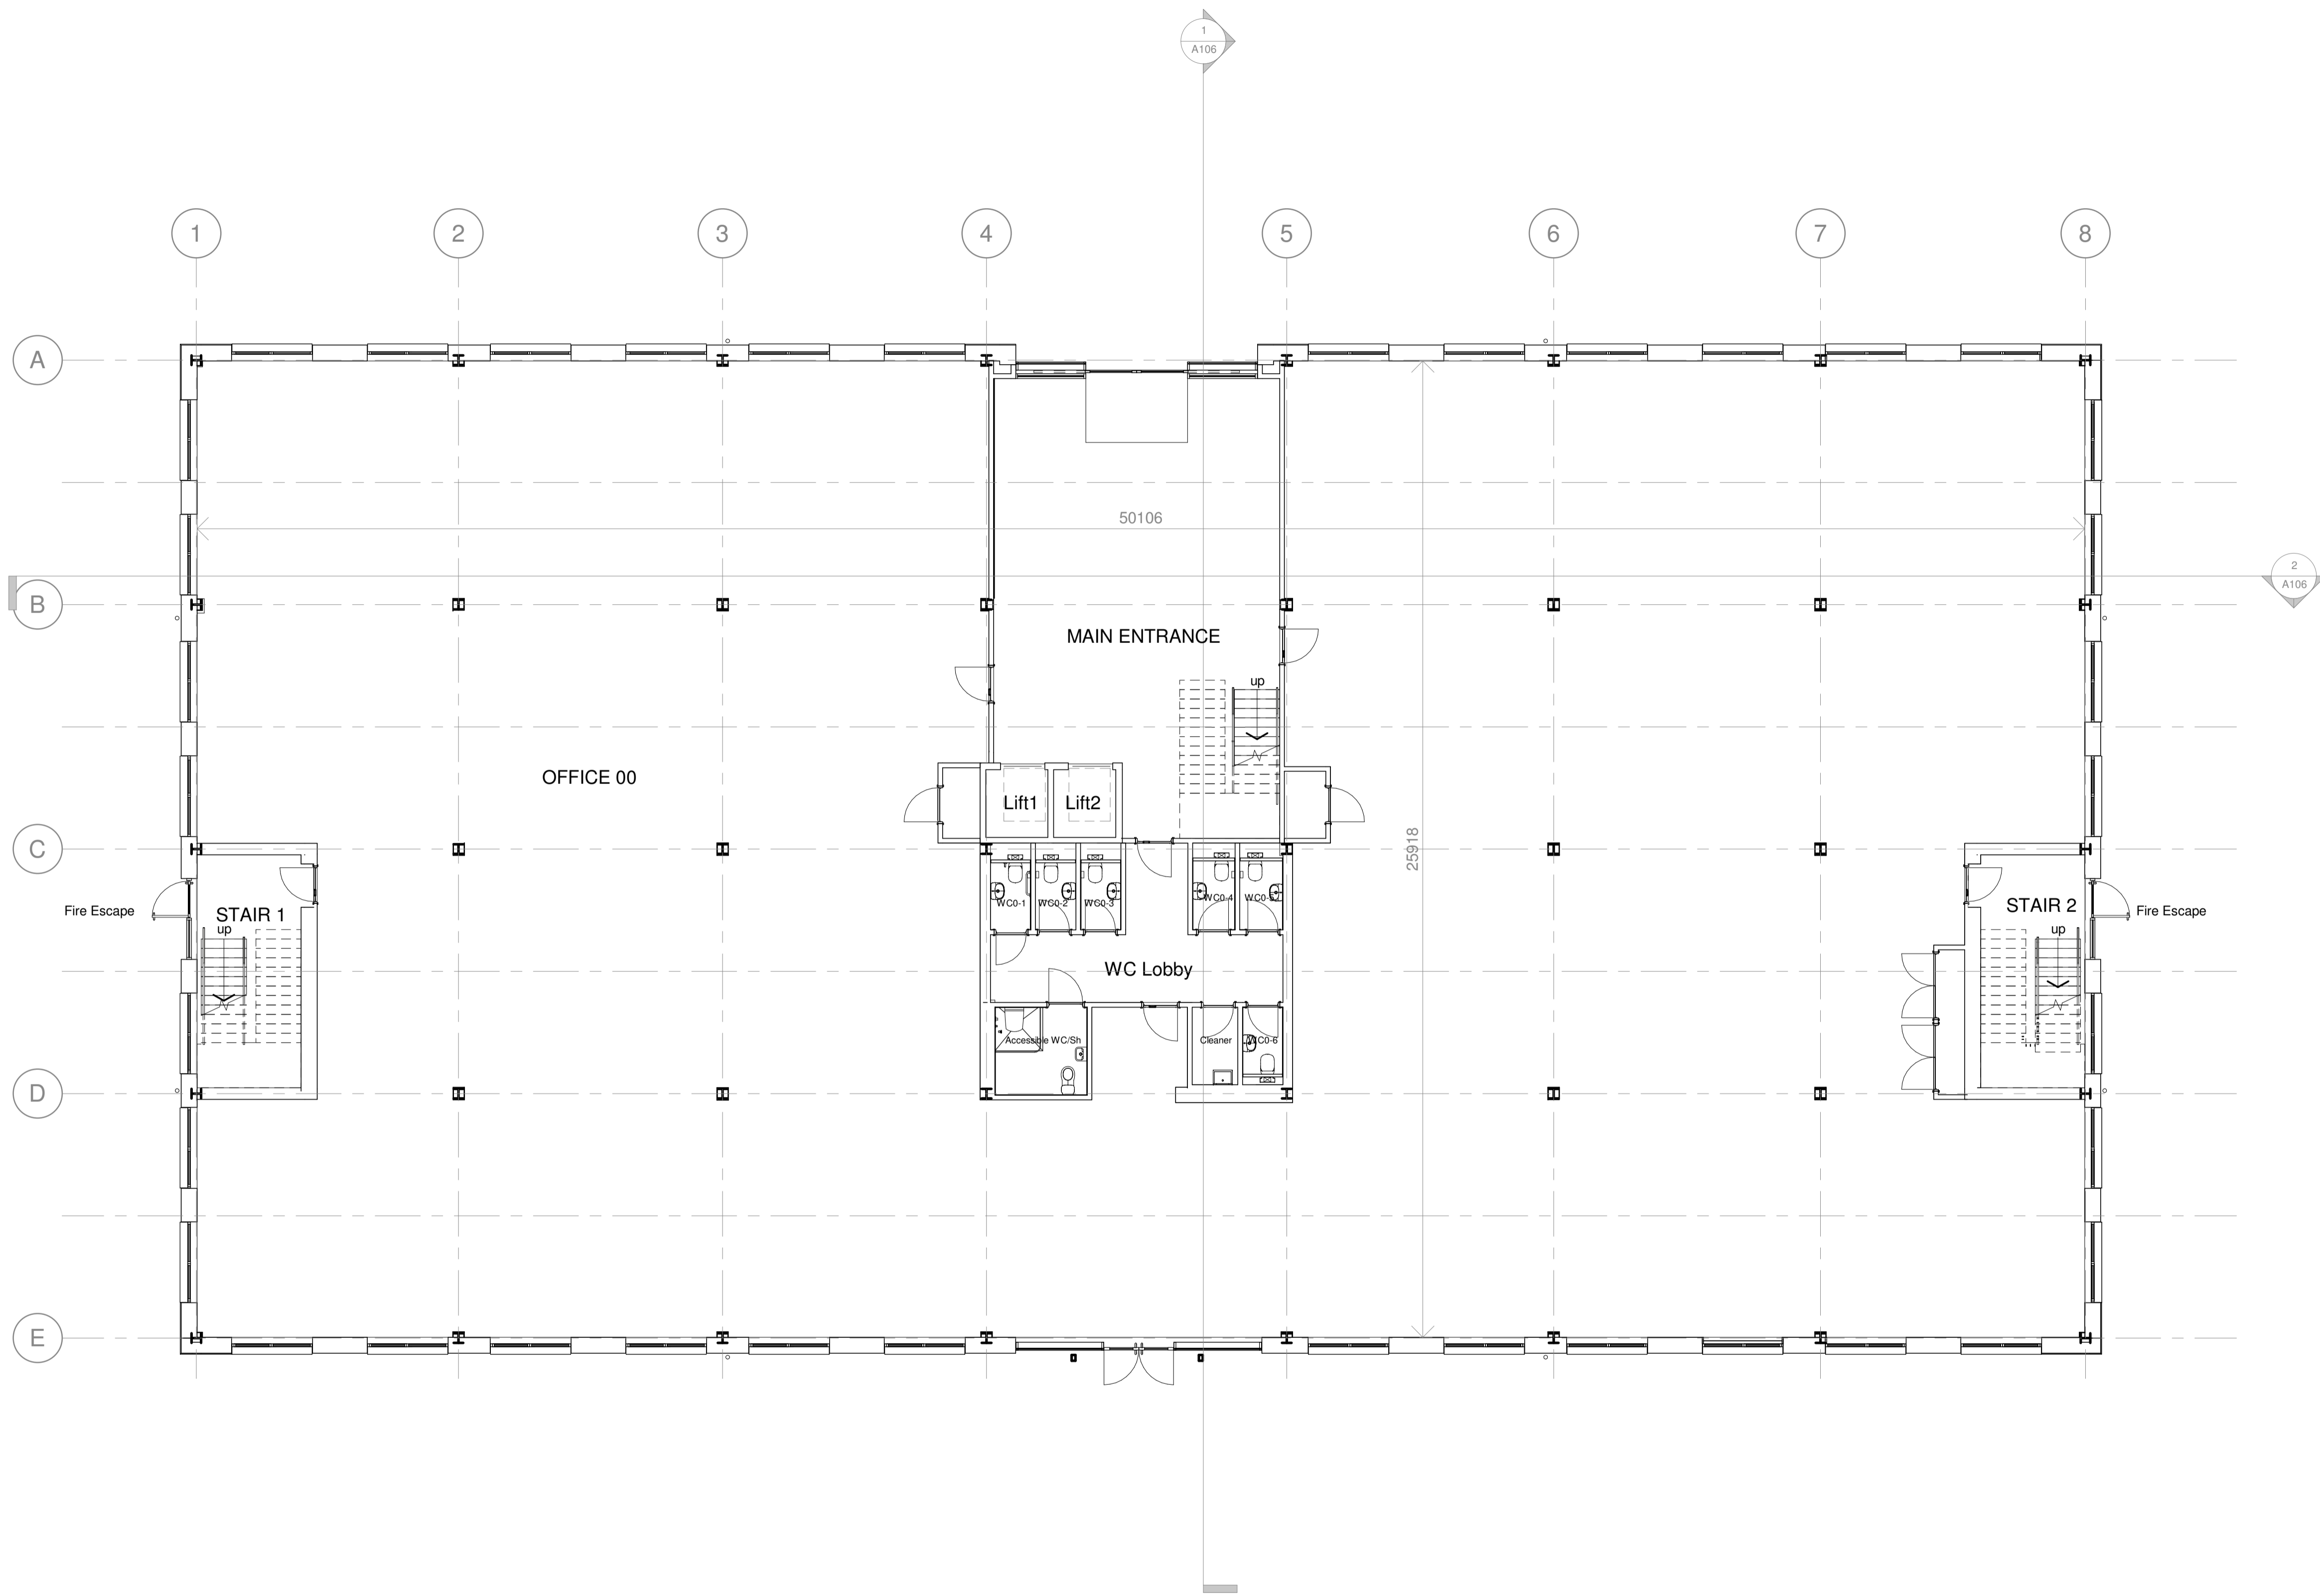 1
A106
1
2
3
4
5
6
7
8
A
50106
2
A106
B
MAIN ENTRANCE
up
OFFICE 00
Lift1
Lift2
C
25918
Fire Escape
STAIR 1
up
WC0-1
WC0-2
WC0-3
WC0-4
WC0-5
STAIR 2
up
Fire Escape
WC Lobby
Accessible WC/Sh
Cleaner
WC0-6
D
E